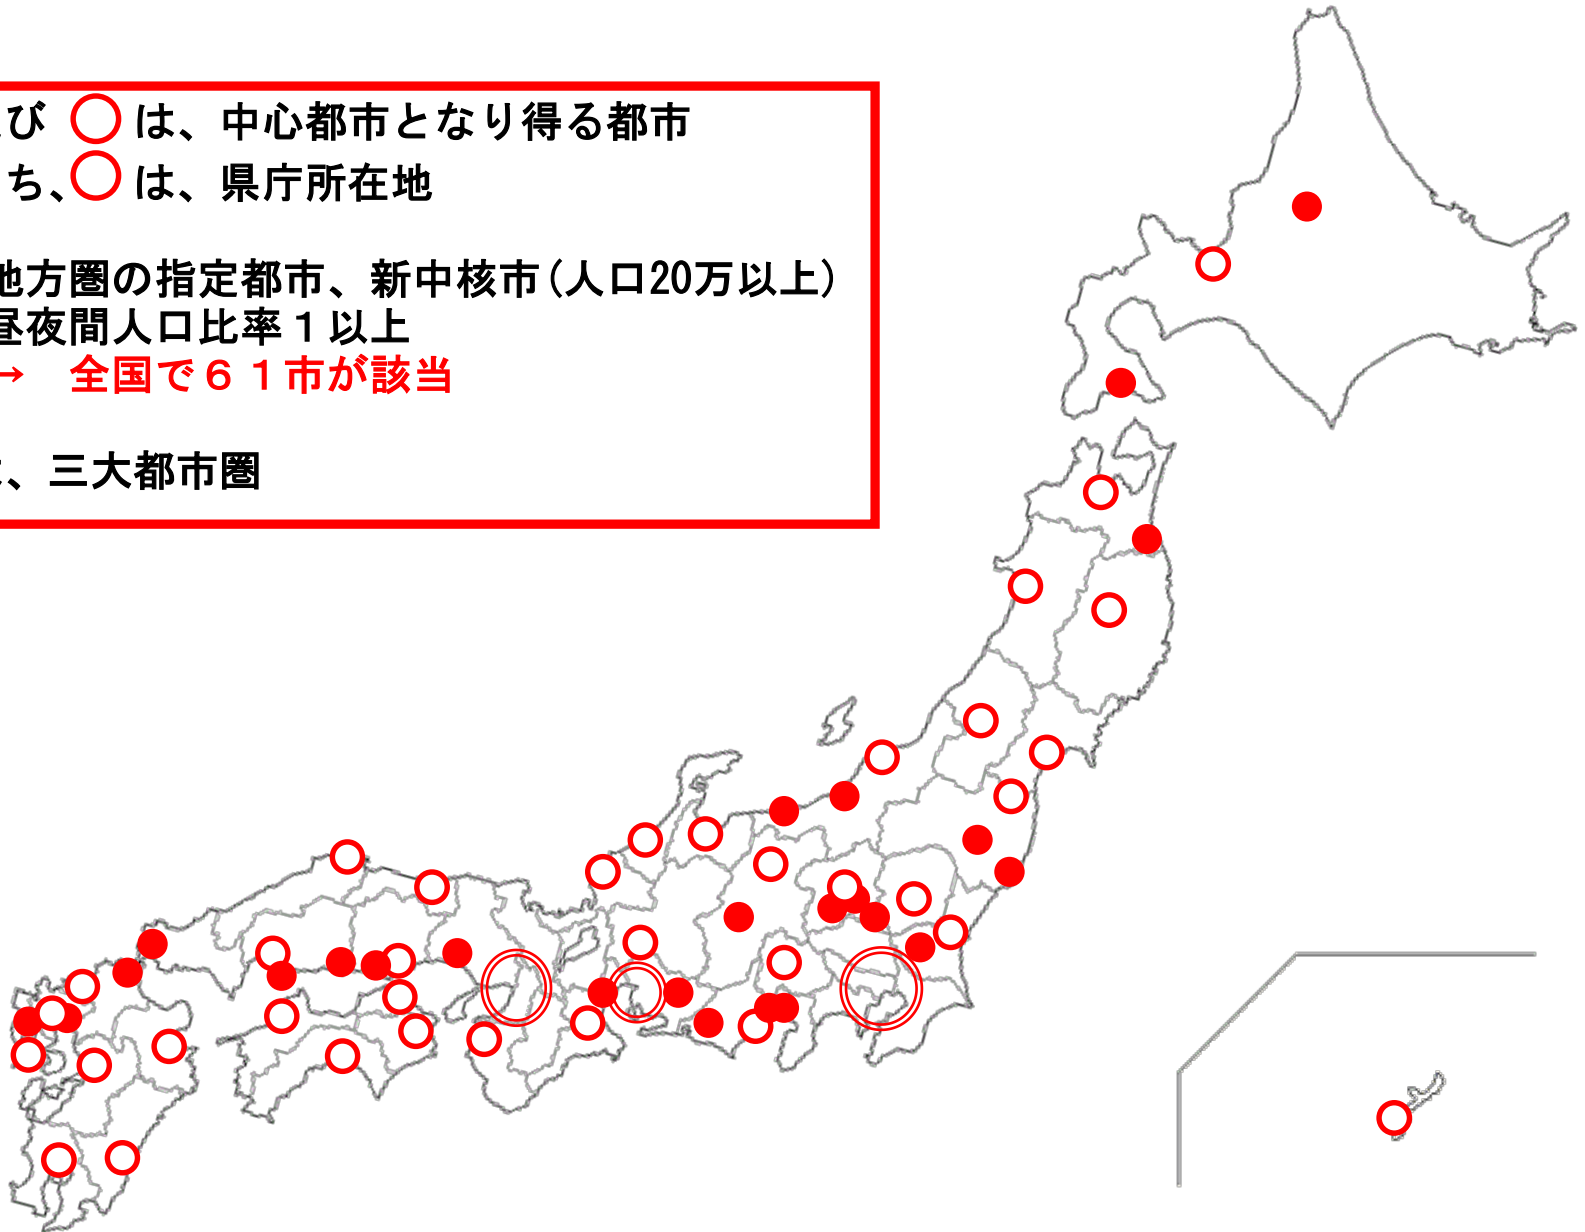 び ○ は、中心都市となり得る都市
ち、○ は、県庁所在地
地方圏の指定都市、新中核市(人口20万以上)
昼夜間人口比率1以上
→ 全国で61市が該当
、三大都市圏